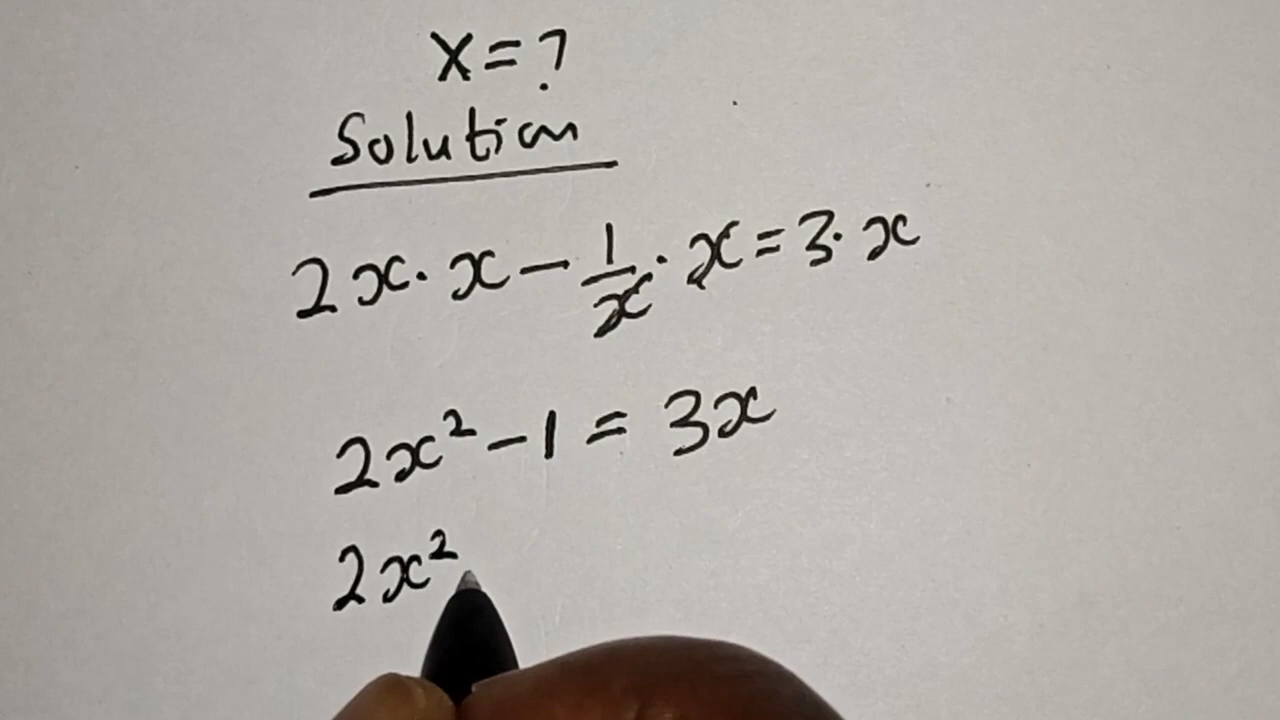 x = ?
Solution
2x · x − 1/x · x = 3 · x
2x² − 1 = 3x
2x²